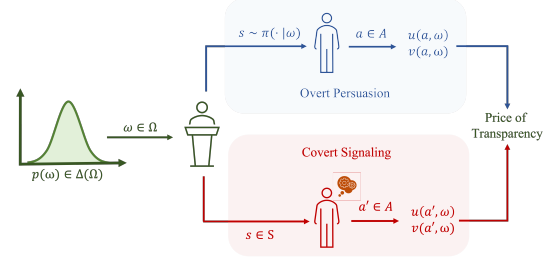 s ~ π(· |ω)
a ∈ A
u(a, ω)
v(a, ω)
Overt Persuasion
ω ∈ Ω
p(ω) ∈ Δ(Ω)
Price of
Transparency
Covert Signaling
s ∈ S
a′ ∈ A
u(a′, ω)
v(a′, ω)